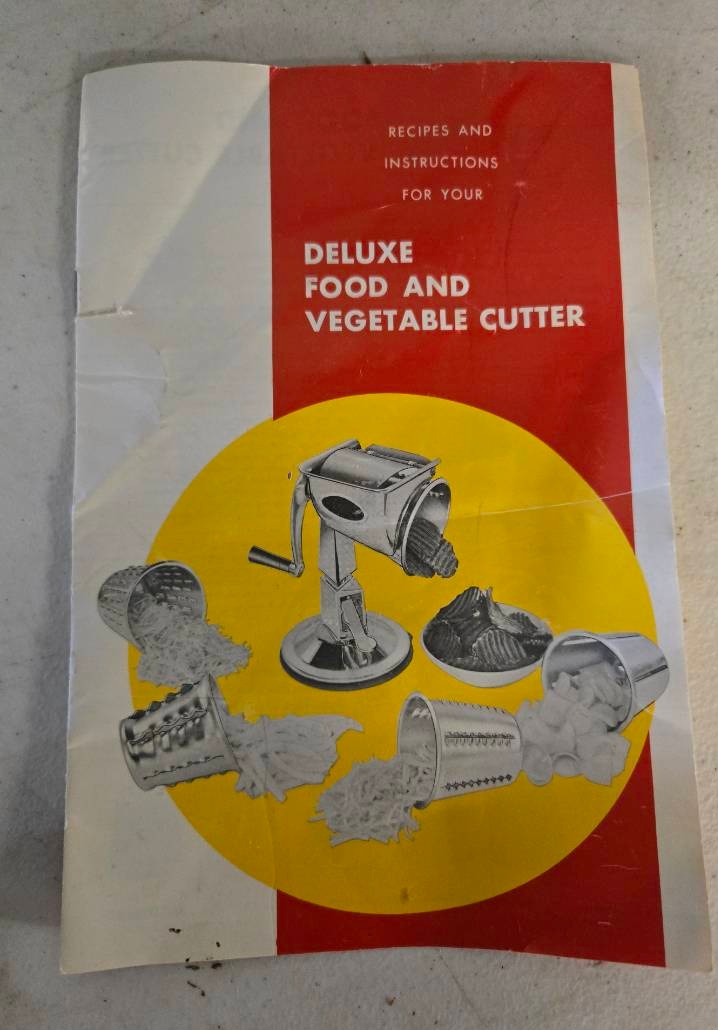 RECIPES AND
INSTRUCTIONS
FOR YOUR
DELUXE
FOOD AND
VEGETABLE CUTTER